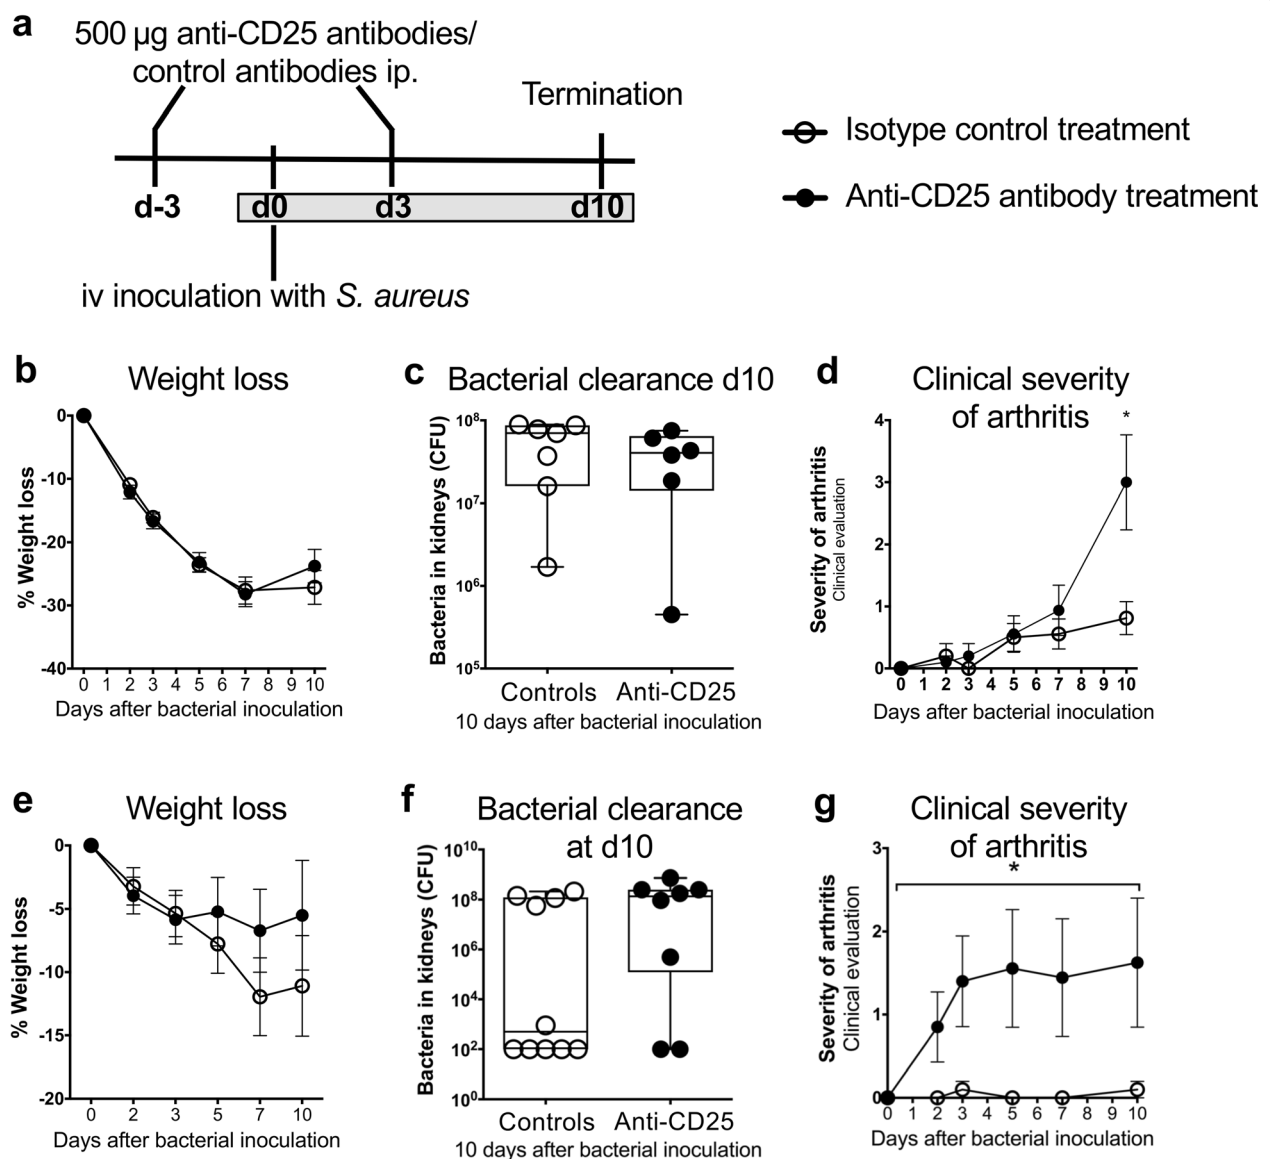 a
500 µg anti-CD25 antibodies/
control antibodies ip.
Termination
d-3
d0
d3
d10
iv inoculation with S. aureus
Isotype control treatment
Anti-CD25 antibody treatment
b
Weight loss
% Weight loss
0
-10
-20
-30
-40
0 1 2 3 4 5 6 7 8 9 10
Days after bacterial inoculation
c
Bacterial clearance d10
Bacteria in kidneys (CFU)
10⁸
10⁷
10⁶
10⁵
Controls Anti-CD25
10 days after bacterial inoculation
d
Clinical severity
of arthritis
*
Severity of arthritis
Clinical evaluation
4
3
2
1
0
0 1 2 3 4 5 6 7 8 9 10
Days after bacterial inoculation
e
Weight loss
% Weight loss
0
-5
-10
-15
-20
0 2 3 5 7 10
Days after bacterial inoculation
f
Bacterial clearance
at d10
Bacteria in kidneys (CFU)
10¹⁰
10⁸
10⁶
10⁴
10²
10⁰
Controls Anti-CD25
10 days after bacterial inoculation
g
Clinical severity
of arthritis
*
Severity of arthritis
Clinical evaluation
3
2
1
0
0 1 2 3 4 5 6 7 8 9 10
Days after bacterial inoculation